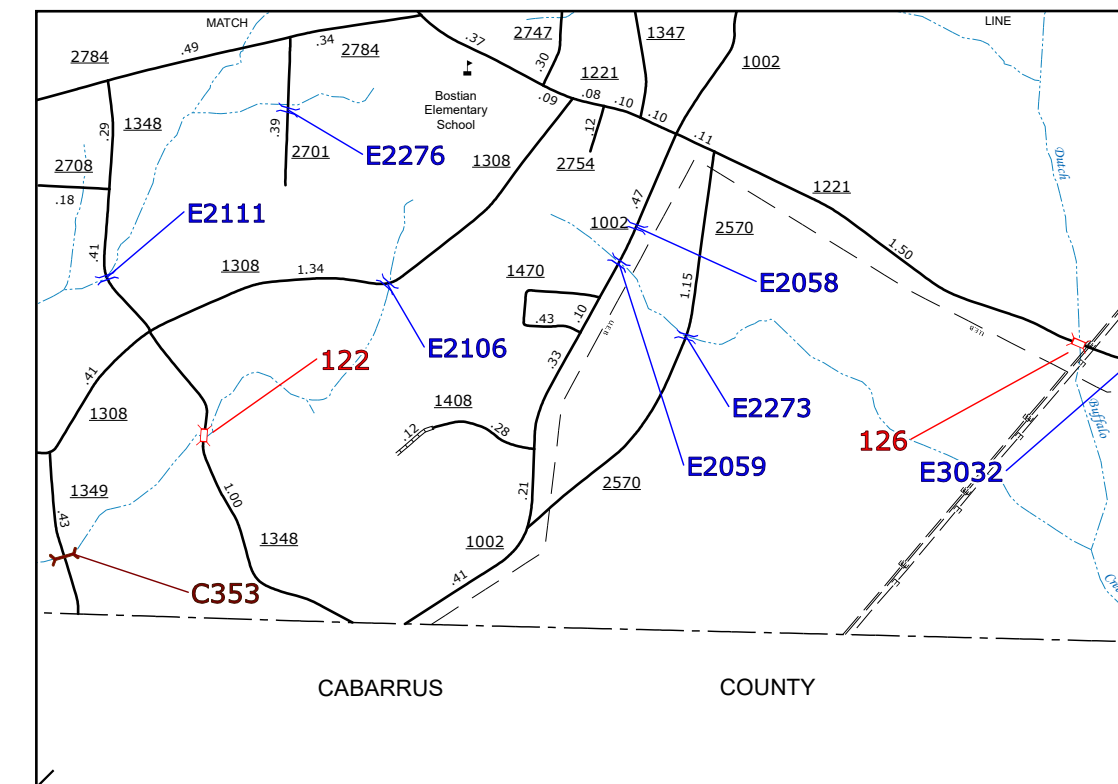 MATCH
LINE
2784
.49
.34
2784
.37
2747
.30
1347
1002
1221
Bostian
Elementary
School
.09
.08
.10
.10
.11
.12
2754
.29
1348
.39
2701
E2276
1308
2708
.18
E2111
.41
Dutch
1221
.47
1002
2570
1.50
1308
1.34
1470
E2058
1.15
.43
.10
UEB
UEB
122
E2106
.33
.41
1408
E2273
126
Buffalo
1308
.12
.28
E2059
E3032
1349
1.00
.21
2570
.43
1348
1002
.41
C353
CABARRUS
COUNTY